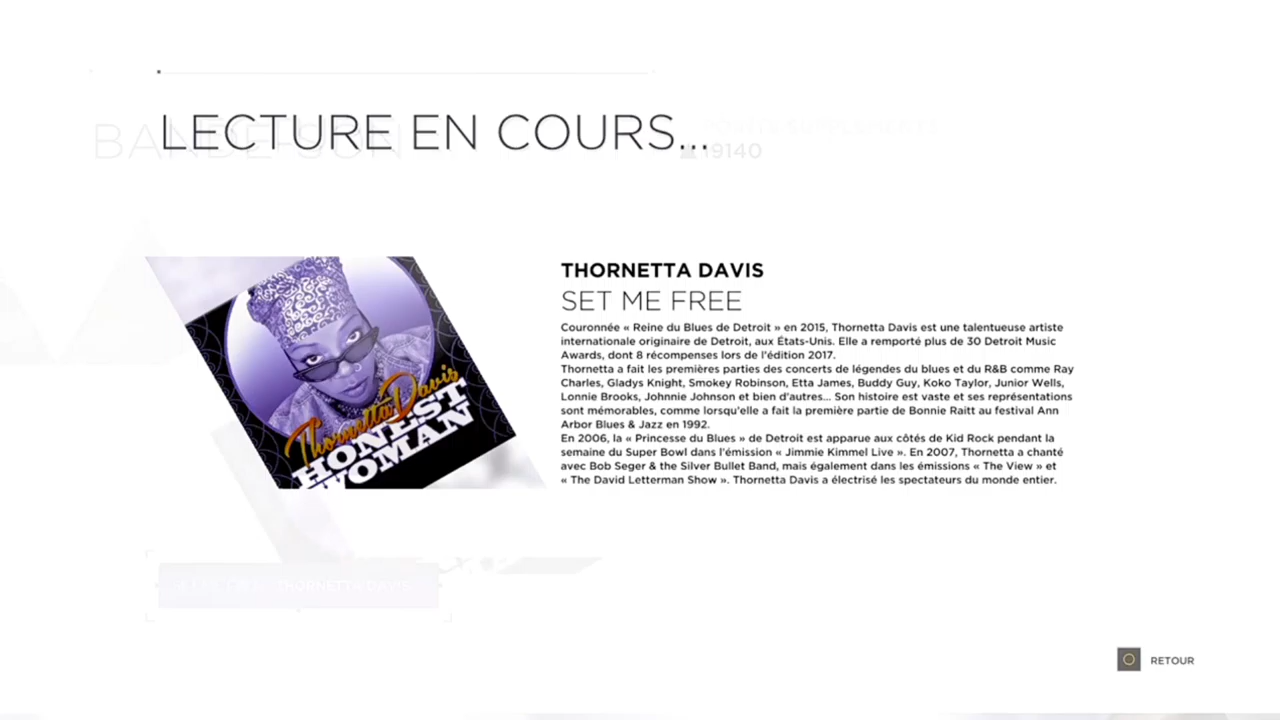 BANDE-SON
LECTURE EN COURS...
19140
THORNETTA DAVIS
SET ME FREE
Couronnée « Reine du Blues de Detroit » en 2015, Thornetta Davis est une talentueuse artiste
internationale originaire de Detroit, aux États-Unis. Elle a remporté plus de 30 Detroit Music
Awards, dont 8 récompenses lors de l'édition 2017.
Thornetta a fait les premières parties des concerts de légendes du blues et du R&B comme Ray
Charles, Gladys Knight, Smokey Robinson, Etta James, Buddy Guy, Koko Taylor, Junior Wells,
Lonnie Brooks, Johnnie Johnson et bien d'autres... Son histoire est vaste et ses représentations
sont mémorables, comme lorsqu'elle a fait la première partie de Bonnie Raitt au festival Ann
Arbor Blues & Jazz en 1992.
En 2006, la « Princesse du Blues » de Detroit est apparue aux côtés de Kid Rock pendant la
semaine du Super Bowl dans l'émission « Jimmie Kimmel Live ». En 2007, Thornetta a chanté
avec Bob Seger & the Silver Bullet Band, mais également dans les émissions « The View » et
« The David Letterman Show ». Thornetta Davis a électrisé les spectateurs du monde entier.
Thornetta Davis
HONEST
WOMAN
THORNETTA DAVIS
RETOUR